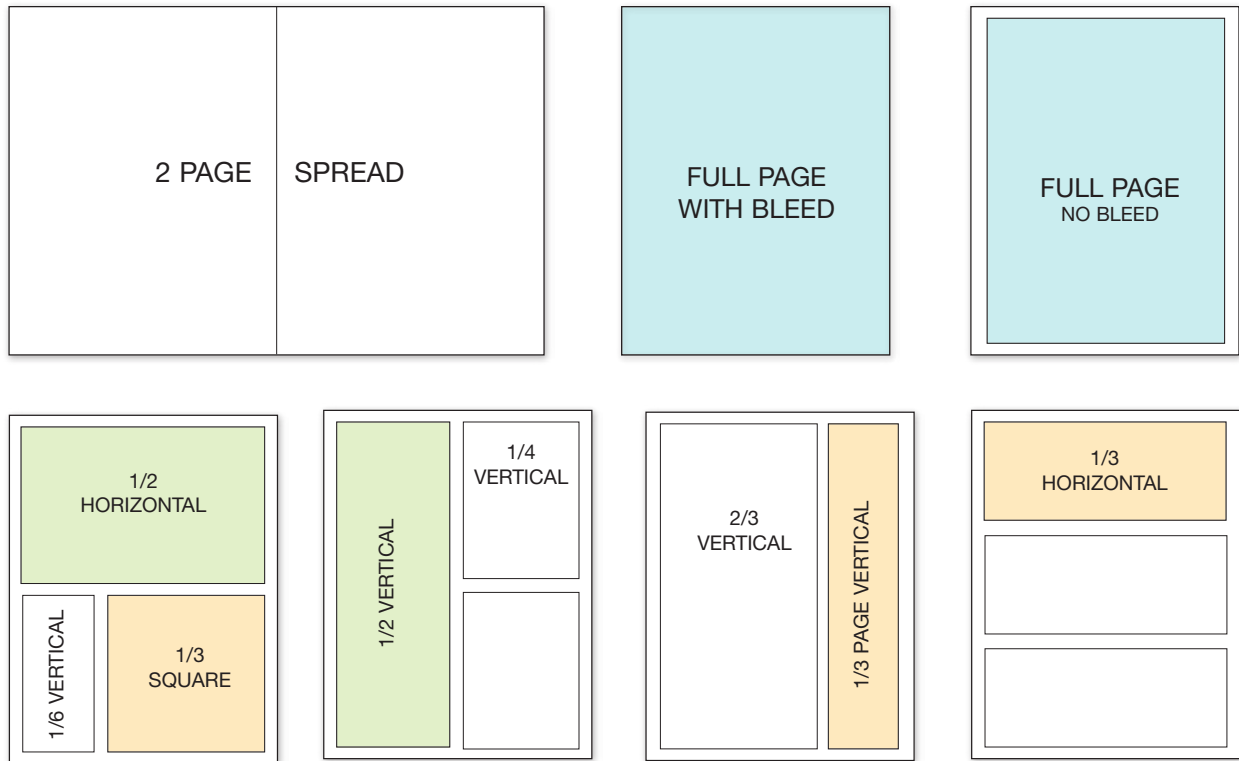 2 PAGE SPREAD
FULL PAGE
WITH BLEED
FULL PAGE
NO BLEED
1/2
HORIZONTAL
1/6 VERTICAL
1/3
SQUARE
1/2 VERTICAL
1/4
VERTICAL
2/3
VERTICAL
1/3 PAGE VERTICAL
1/3
HORIZONTAL